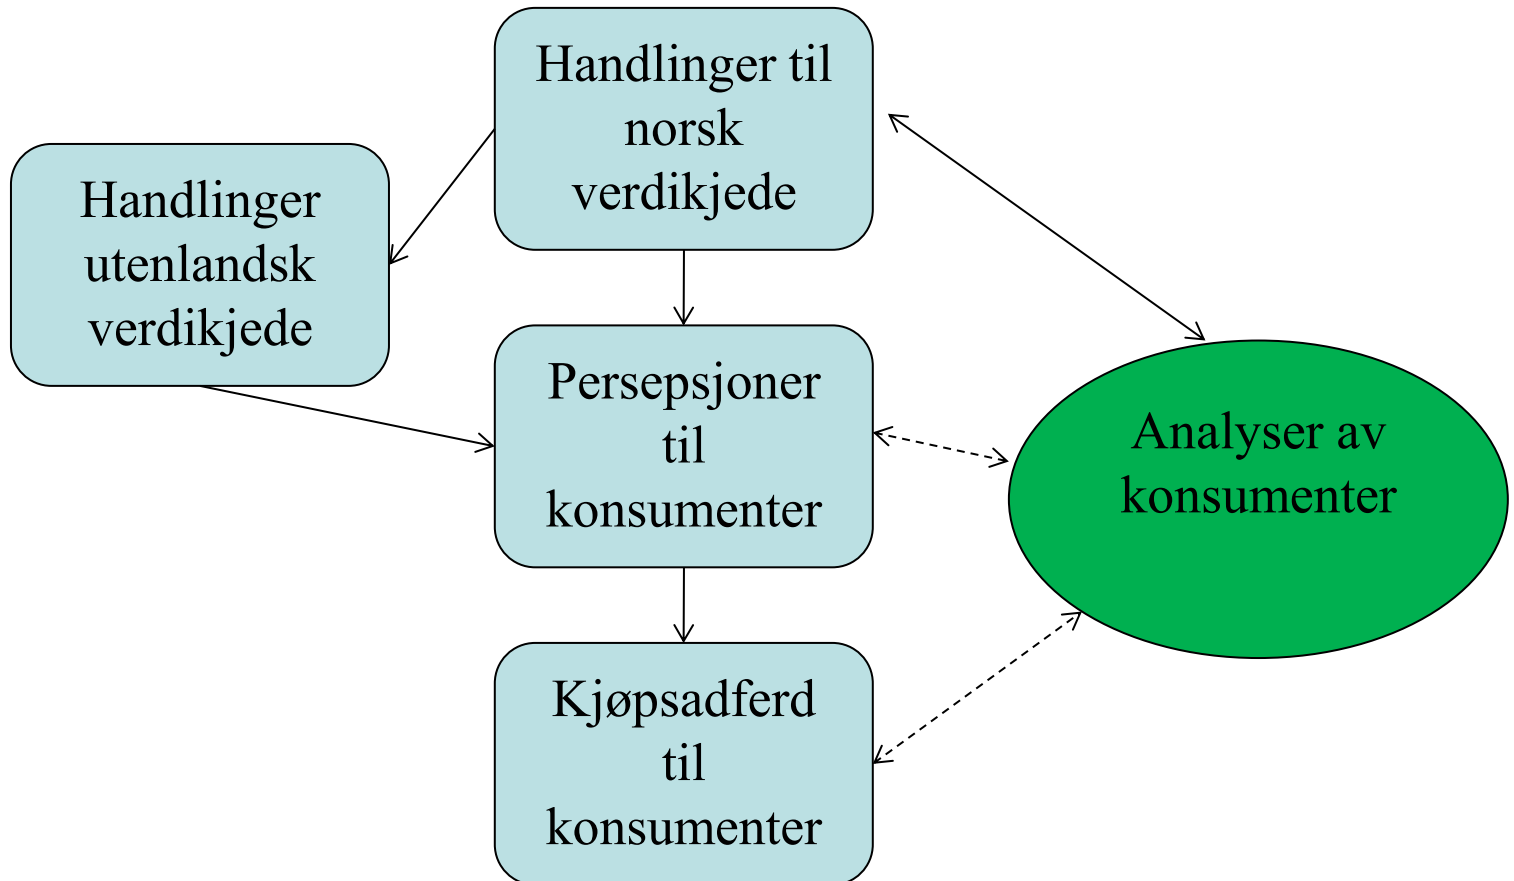 Handlinger til
norsk
verdikjede
Handlinger
utenlandsk
verdikjede
Persepsjoner
til
konsumenter
Analyser av
konsumenter
Kjøpsadferd
til
konsumenter